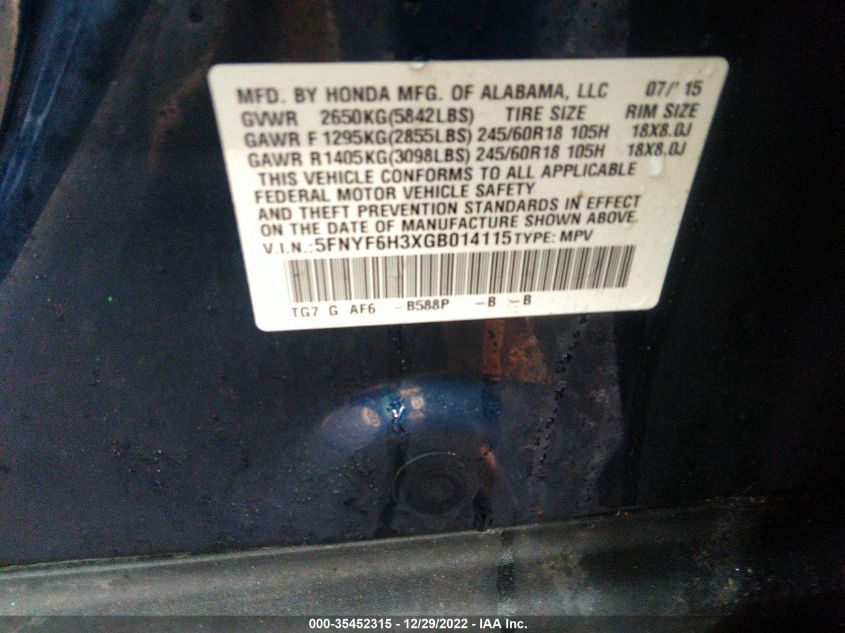 MFD. BY HONDA MFG. OF ALABAMA, LLC 07/'15
GVWR 2650KG(5842LBS) TIRE SIZE RIM SIZE
GAWR F 1295KG(2855LBS) 245/60R18 105H 18X8.0J
GAWR R 1405KG(3098LBS) 245/60R18 105H 18X8.0J
THIS VEHICLE CONFORMS TO ALL APPLICABLE
FEDERAL MOTOR VEHICLE SAFETY
AND THEFT PREVENTION STANDARDS IN EFFECT
ON THE DATE OF MANUFACTURE SHOWN ABOVE.
V.I.N.:5FNYF6H3XGB014115 TYPE: MPV
TG7 G AF6 -B588P -B -B
000-35452315 - 12/29/2022 - IAA Inc.